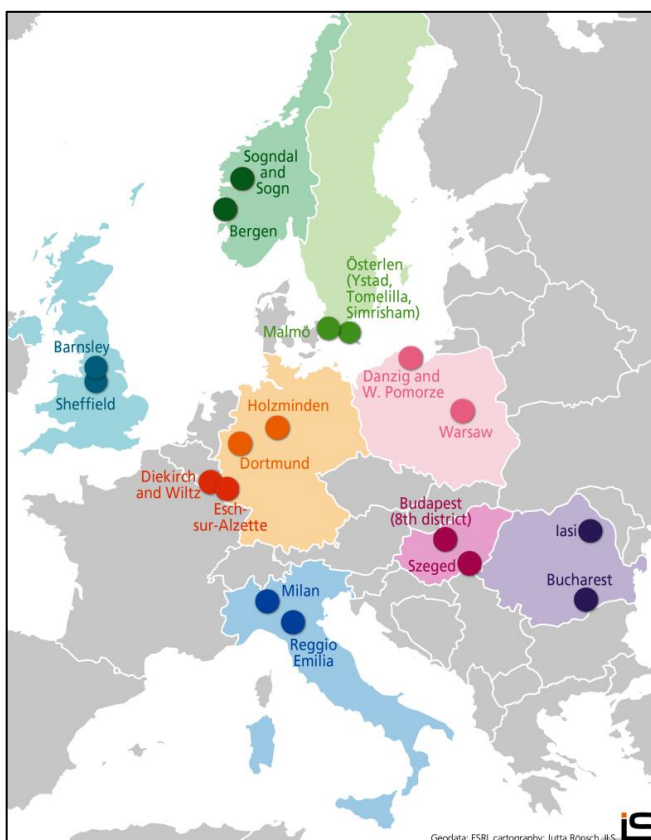 Sogndal
and
Sogn
Bergen
Österlen
(Ystad,
Tomelilla,
Simrisham)
Malmö
Barnsley
Sheffield
Danzig and
W. Pomorze
Warsaw
Holzminden
Dortmund
Diekirch
and Wiltz
Esch-
sur-Alzette
Budapest
(8th district)
Szeged
Iasi
Bucharest
Milan
Reggio
Emilia
Geodata: ESRI, cartography: Jutta Rönsch, ILS